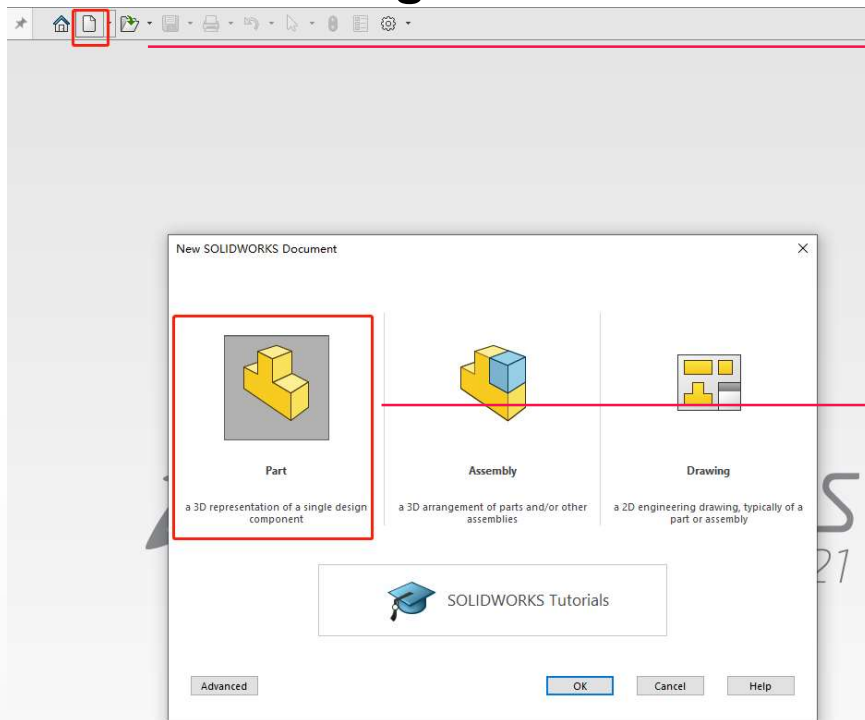 New SOLIDWORKS Document
Part
Assembly
Drawing
a 3D representation of a single design
component
a 3D arrangement of parts and/or other
assemblies
a 2D engineering drawing, typically of a
part or assembly
S
21
SOLIDWORKS Tutorials
Advanced
OK
Cancel
Help